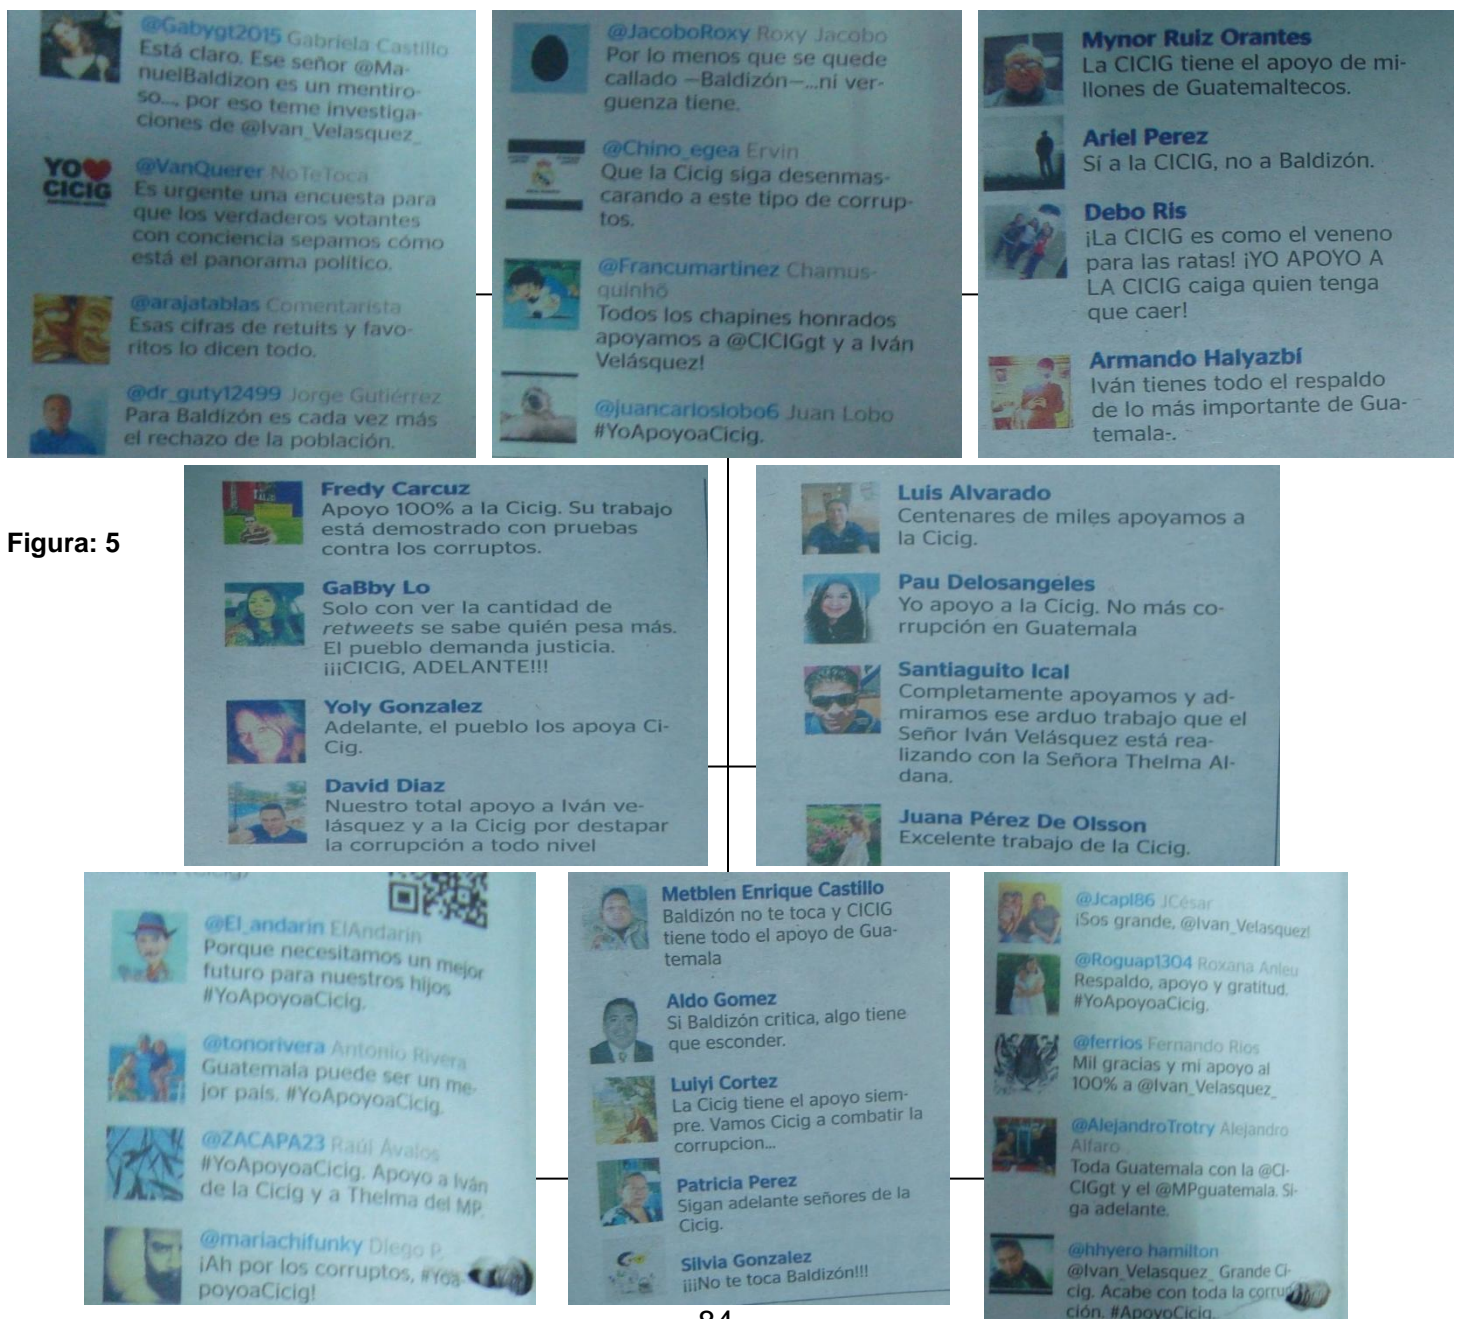 @Gabygt2015 Gabriela Castillo
Está claro. Ese señor @Ma-
nuelBaldizon es un mentiro-
so..., por eso teme investiga-
ciones de @Ivan_Velasquez_
YO
CICIG
@VanQuerer NoTeToca
Es urgente una encuesta para
que los verdaderos votantes
con conciencia sepamos cómo
está el panorama político.
@arajatablas Comentarista
Esas cifras de retuits y favo-
ritos lo dicen todo.
@dr_guty12499 Jorge Gutiérrez
Para Baldizón es cada vez más
el rechazo de la población.
@JacoboRoxy Roxy Jacobo
Por lo menos que se quede
callado —Baldizón—...ni ver-
guenza tiene.
@Chino_egea Ervin
Que la Cicig siga desenmas-
carando a este tipo de corrup-
tos.
@Francumartinez Chamus-
quinhõ
Todos los chapines honrados
apoyamos a @CICIGgt y a Iván
Velásquez!
@juancarloslobo6 Juan Lobo
#YoApoyoaCicig.
Mynor Ruiz Orantes
La CICIG tiene el apoyo de mi-
llones de Guatemaltecos.
Ariel Perez
Sí a la CICIG, no a Baldizón.
Debo Ris
¡La CICIG es como el veneno
para las ratas! ¡YO APOYO A
LA CICIG caiga quien tenga
que caer!
Armando Halyazbí
Iván tienes todo el respaldo
de lo más importante de Gua-
temala-.
Figura: 5
Fredy Carcuz
Apoyo 100% a la Cicig. Su trabajo
está demostrado con pruebas
contra los corruptos.
GaBby Lo
Solo con ver la cantidad de
retweets se sabe quién pesa más.
El pueblo demanda justicia.
¡¡¡CICIG, ADELANTE!!!
Yoly Gonzalez
Adelante, el pueblo los apoya Ci-
Cig.
David Diaz
Nuestro total apoyo a Iván ve-
lásquez y a la Cicig por destapar
la corrupción a todo nivel
Luis Alvarado
Centenares de miles apoyamos a
la Cicig.
Pau Delosangeles
Yo apoyo a la Cicig. No más co-
rrupción en Guatemala
Santiaguito Ical
Completamente apoyamos y ad-
miramos ese arduo trabajo que el
Señor Iván Velásquez está rea-
lizando con la Señora Thelma Al-
dana.
Juana Pérez De Olsson
Excelente trabajo de la Cicig.
@El_andarin ElAndarin
Porque necesitamos un mejor
futuro para nuestros hijos
#YoApoyoaCicig.
@tonorivera Antonio Rivera
Guatemala puede ser un me-
jor país. #YoApoyoaCicig.
@ZACAPA23 Raúl Ávalos
#YoApoyoaCicig. Apoyo a Iván
de la Cicig y a Thelma del MP.
@mariachifunky Diego P.
¡Ah por los corruptos, #Yoa-
poyoaCicig!
Metblen Enrique Castillo
Baldizón no te toca y CICIG
tiene todo el apoyo de Gua-
temala
Aldo Gomez
Si Baldizón critica, algo tiene
que esconder.
Luiyi Cortez
La Cicig tiene el apoyo siem-
pre. Vamos Cicig a combatir la
corrupcion...
Patricia Perez
Sigan adelante señores de la
Cicig.
Silvia Gonzalez
¡¡¡No te toca Baldizón!!!
@Jcapl86 JCésar
¡Sos grande, @Ivan_Velasquez!
@Roguap1304 Roxana Anleu
Respaldo, apoyo y gratitud.
#YoApoyoaCicig.
@ferrios Fernando Rios
Mil gracias y mi apoyo al
100% a @Ivan_Velasquez_
@AlejandroTrotry Alejandro
Alfaro
Toda Guatemala con la @CI-
CIGgt y el @MPguatemala. Si-
ga adelante.
@hhyero hamilton
@Ivan_Velasquez_ Grande Ci-
cig. Acabe con toda la corrup-
ción. #ApoyoCicig.
84